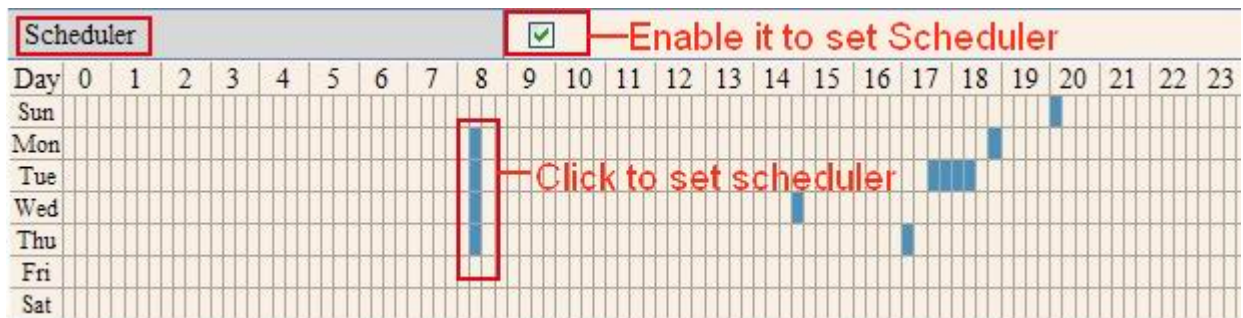 Scheduler Enable it to set Scheduler
Day 0 1 2 3 4 5 6 7 8 9 10 11 12 13 14 15 16 17 18 19 20 21 22 23
Sun
Mon
Tue Click to set scheduler
Wed
Thu
Fri
Sat